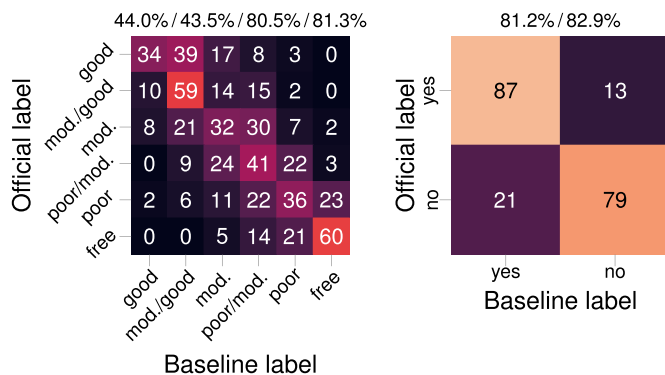 44.0% / 43.5% / 80.5% / 81.3%
Official label
good 34 39 17 8 3 0
mod./good 10 59 14 15 2 0
mod. 8 21 32 30 7 2
poor/mod. 0 9 24 41 22 3
poor 2 6 11 22 36 23
free 0 0 5 14 21 60
good mod./good mod. poor/mod. poor free
Baseline label
81.2% / 82.9%
Official label
yes 87 13
no 21 79
yes no
Baseline label